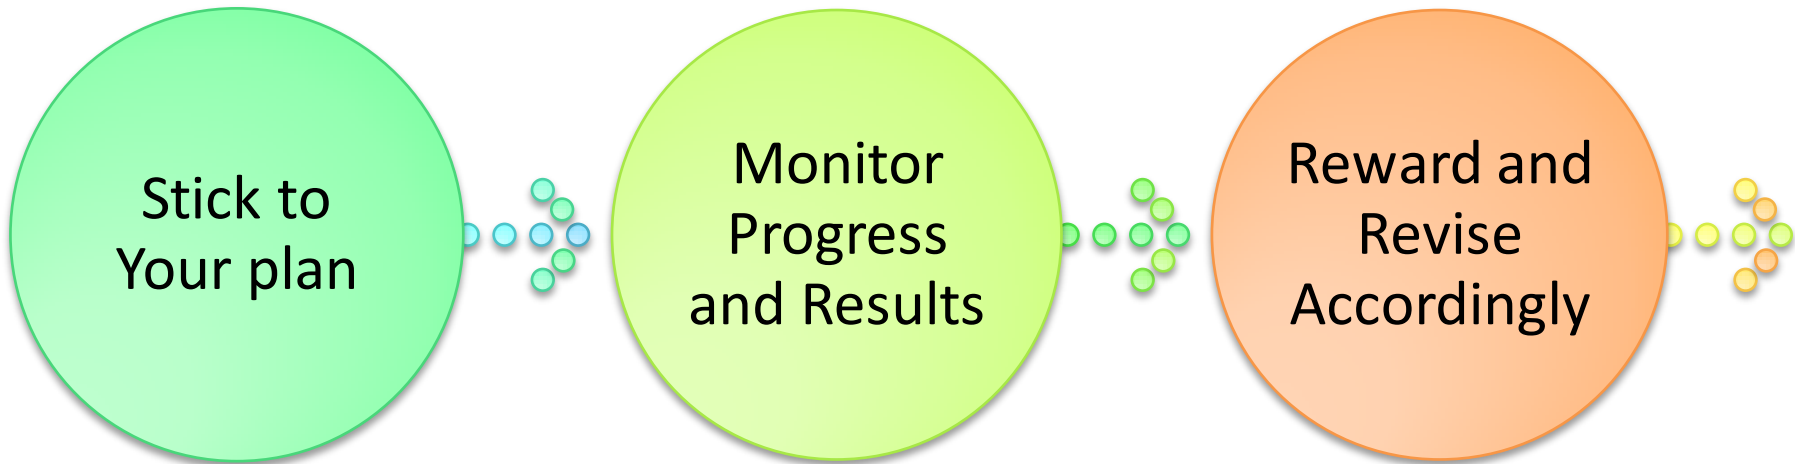 Stick to
Your plan
Monitor
Progress
and Results
Reward and
Revise
Accordingly